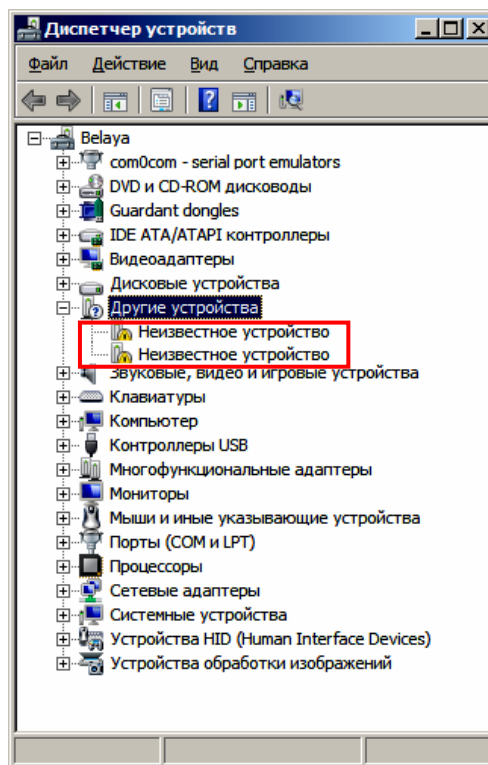 Диспетчер устройств
Файл Действие Вид Справка
Belaya
com0com - serial port emulators
DVD и CD-ROM дисководы
Guardant dongles
IDE ATA/ATAPI контроллеры
Видеоадаптеры
Дисковые устройства
Другие устройства
Неизвестное устройство
Неизвестное устройство
Звуковые, видео и игровые устройства
Клавиатуры
Компьютер
Контроллеры USB
Многофункциональные адаптеры
Мониторы
Мыши и иные указывающие устройства
Порты (COM и LPT)
Процессоры
Сетевые адаптеры
Системные устройства
Устройства HID (Human Interface Devices)
Устройства обработки изображений